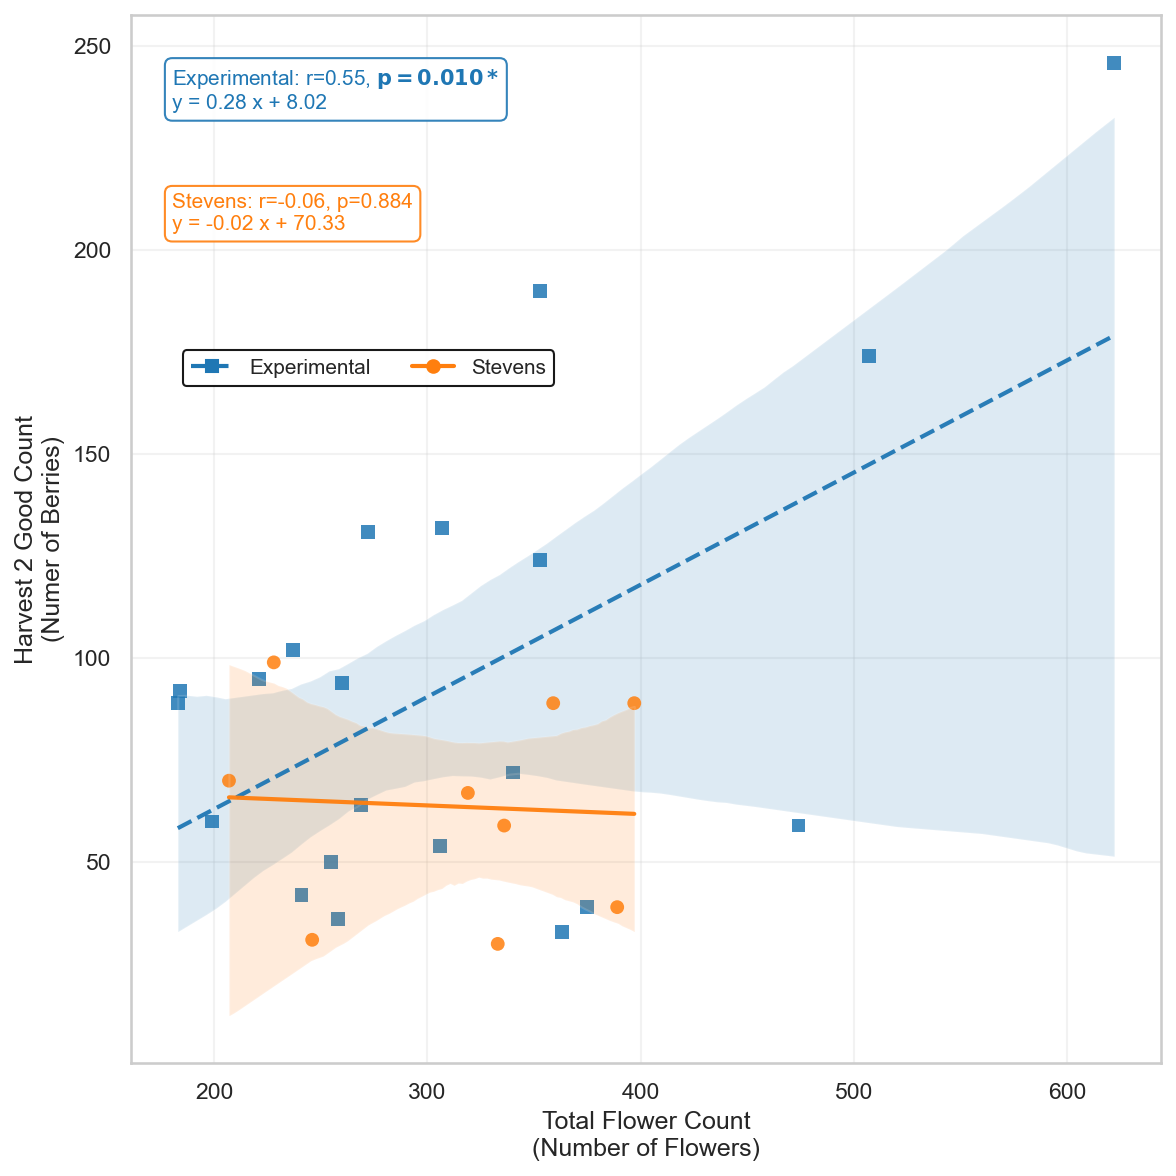 250
200
150
100
50
Harvest 2 Good Count
(Numer of Berries)
Experimental: r=0.55, p=0.010*
y = 0.28 x + 8.02
Stevens: r=-0.06, p=0.884
y = -0.02 x + 70.33
Experimental
Stevens
200
300
400
500
600
Total Flower Count
(Number of Flowers)